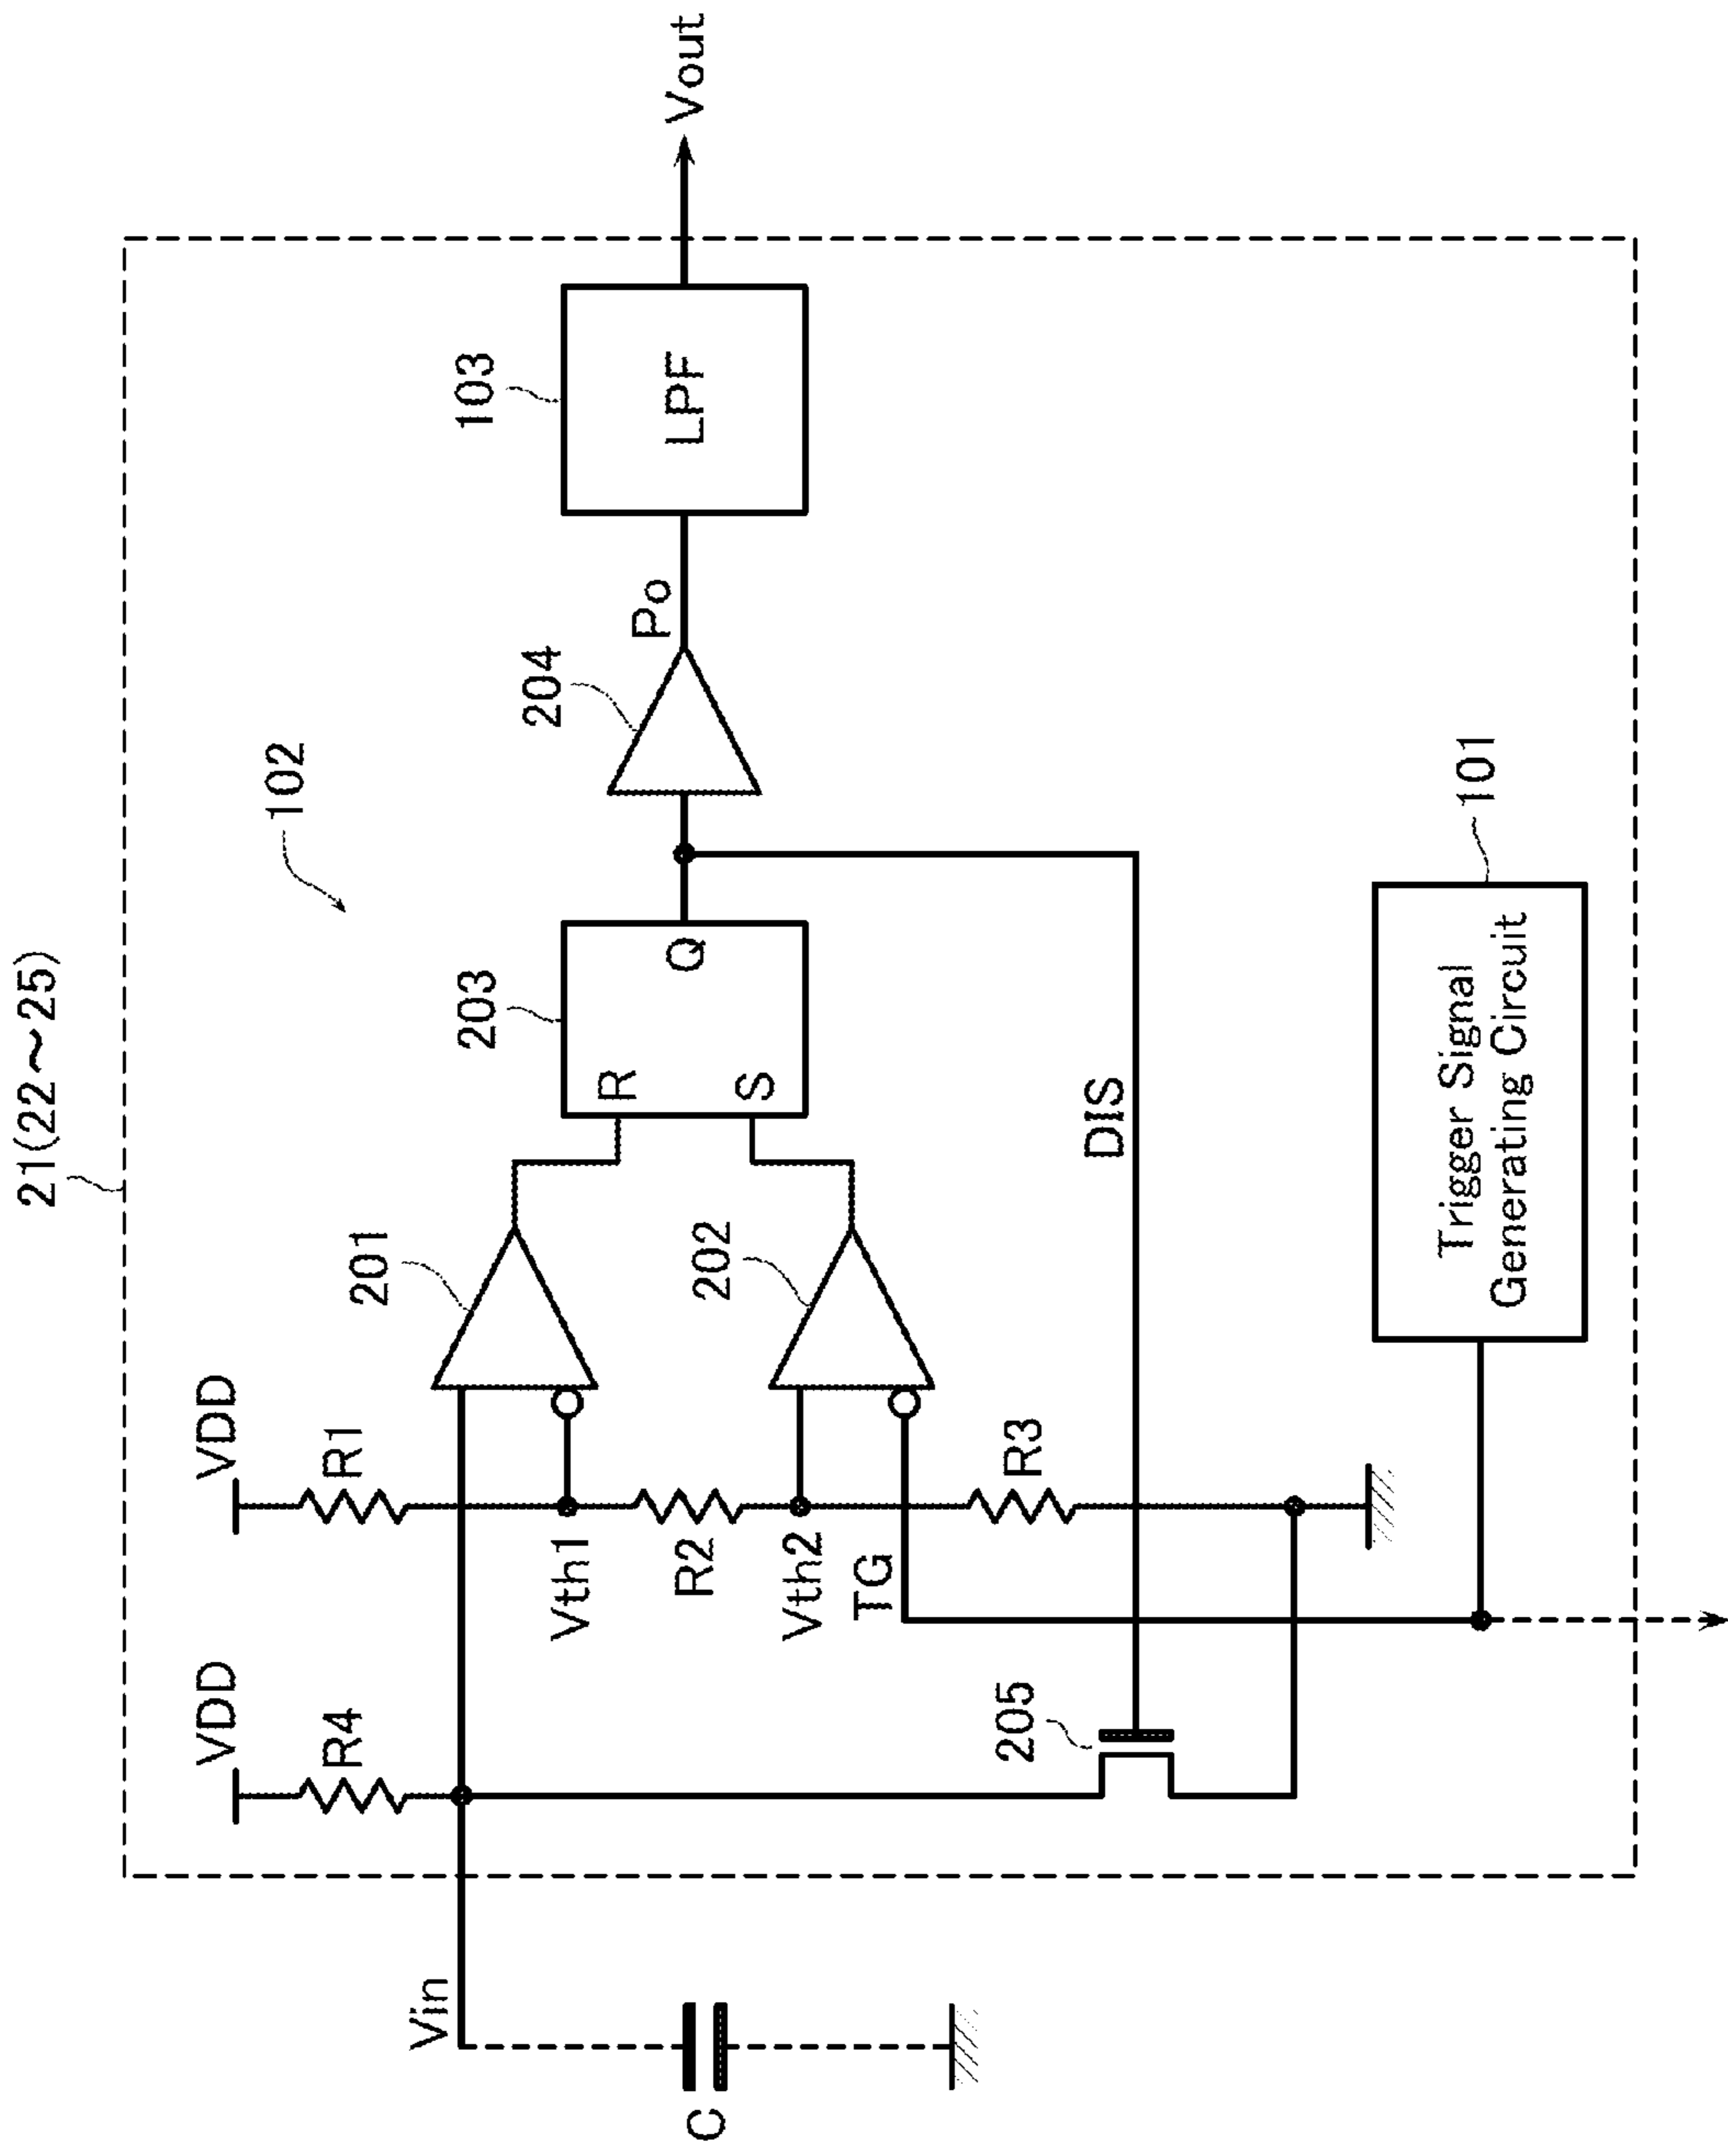 21(22～25)
102
VDD
VDD
R4
R1
201
203
204
103
Vin
Vth1
R
Q
Po
LPF
Vout
R2
202
S
C
Vth2
TG
205
R3
DIS
101
Trigger Signal
Generating Circuit